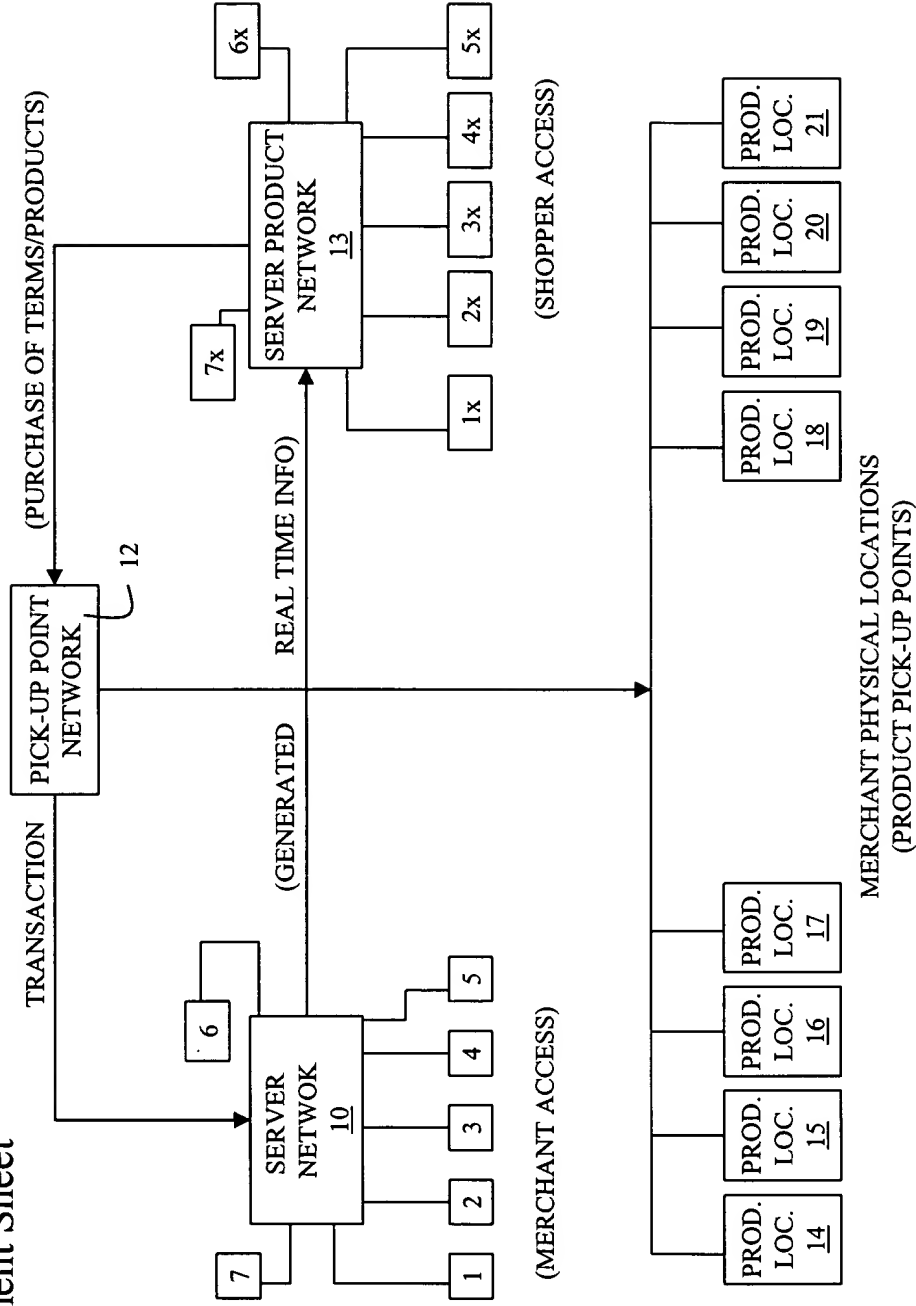 lent Sheet
PICK-UP POINT
NETWORK
12
TRANSACTION
(PURCHASE OF TERMS/PRODUCTS)
7
6
SERVER
NETWOK
10
1
2
3
4
5
(MERCHANT ACCESS)
(GENERATED
REAL TIME INFO)
7x
6x
SERVER PRODUCT
NETWORK
13
1x
2x
3x
4x
5x
(SHOPPER ACCESS)
PROD.
LOC.
14
PROD.
LOC.
15
PROD.
LOC.
16
PROD.
LOC.
17
PROD.
LOC.
18
PROD.
LOC.
19
PROD.
LOC.
20
PROD.
LOC.
21
MERCHANT PHYSICAL LOCATIONS
(PRODUCT PICK-UP POINTS)